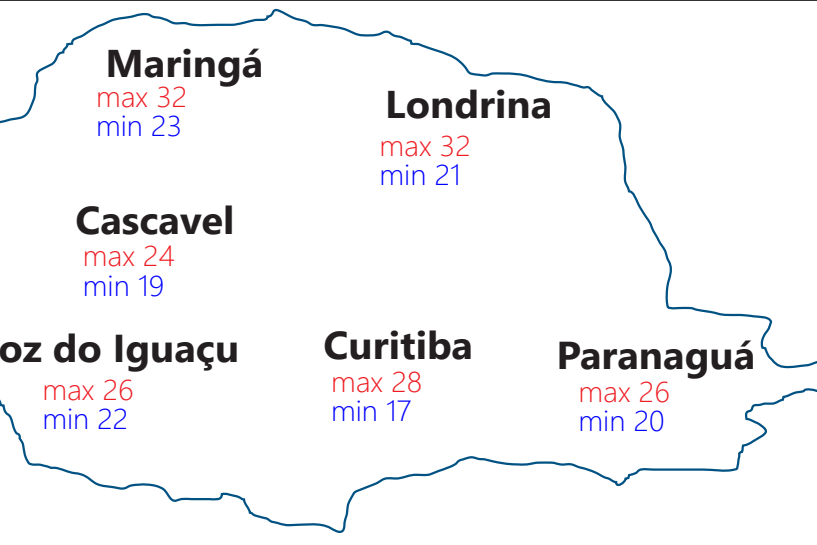 Maringá
max 32
min 23
Londrina
max 32
min 21
Cascavel
max 24
min 19
oz do Iguaçu
max 26
min 22
Curitiba
max 28
min 17
Paranaguá
max 26
min 20